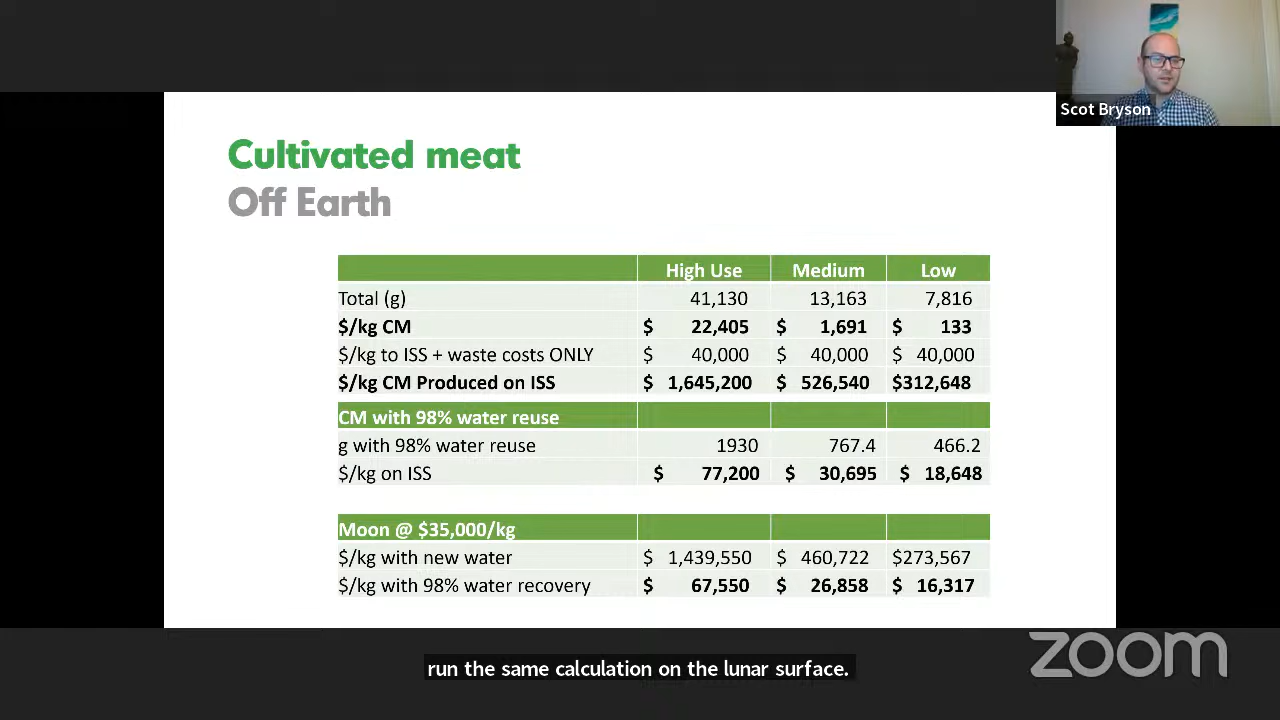 Scot Bryson
Cultivated meat
Off Earth
High Use Medium Low
Total (g) 41,130 13,163 7,816
$/kg CM $ 22,405 $ 1,691 $ 133
$/kg to ISS + waste costs ONLY $ 40,000 $ 40,000 $ 40,000
$/kg CM Produced on ISS $ 1,645,200 $ 526,540 $312,648
CM with 98% water reuse
g with 98% water reuse 1930 767.4 466.2
$/kg on ISS $ 77,200 $ 30,695 $ 18,648
Moon @ $35,000/kg
$/kg with new water $ 1,439,550 $ 460,722 $273,567
$/kg with 98% water recovery $ 67,550 $ 26,858 $ 16,317
zoom
run the same calculation on the lunar surface.